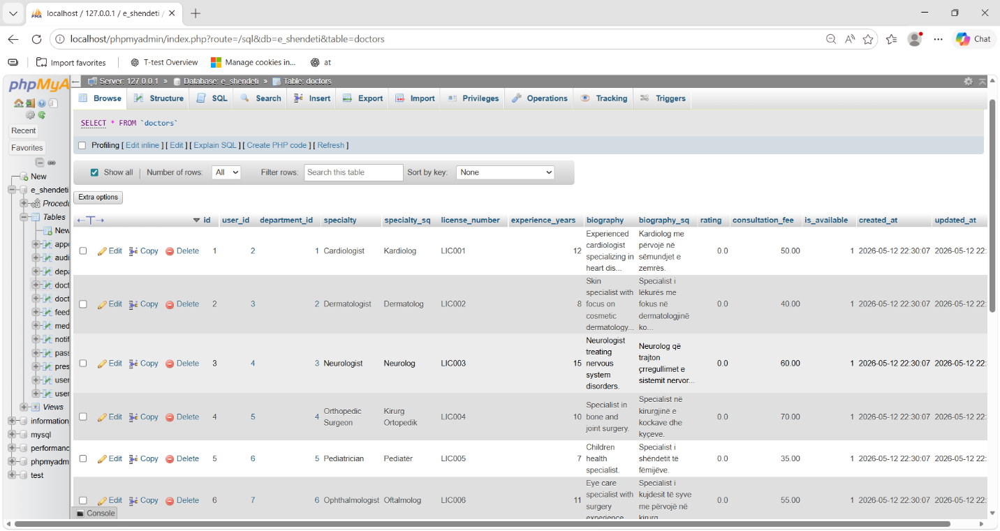 localhost / 127.0.0.1 / e_shendeti /
localhost/phpmyadmin/index.php?route=/sql&db=e_shendeti&table=doctors
Chat
Import favorites
T-test Overview
Manage cookies in...
at
phpMyA
Server: 127.0.0.1 » Database: e_shendeti » Table: doctors
Browse Structure SQL Search Insert Export Import Privileges Operations Tracking Triggers
Recent
Favorites
New
e_shendeti
Procedu
Tables
New
appo
audi
depa
doct
doct
feed
med
notif
pass
pres
user
user
Views
information
mysql
performanc
phpmyadm
test
SELECT * FROM `doctors`
Profiling [ Edit inline ] [ Edit ] [ Explain SQL ] [ Create PHP code ] [ Refresh ]
Show all Number of rows: All Filter rows: Search this table Sort by key: None
Extra options
id user_id department_id specialty specialty_sq license_number experience_years biography biography_sq rating consultation_fee is_available created_at updated_at
Edit Copy Delete 1 2 1 Cardiologist Kardiolog LIC001 12
Experienced
cardiologist
specializing in
heart dis...
Kardiolog me
përvojë në
sëmundjet e
zemrës.
0.0 50.00 1 2026-05-12 22:30:07 2026-05-12 22:
Edit Copy Delete 2 3 2 Dermatologist Dermatolog LIC002 8
Skin
specialist with
focus on
cosmetic
dermatology...
Specialist i
lëkurës me
fokus në
dermatologjinë
ko...
0.0 40.00 1 2026-05-12 22:30:07 2026-05-12 22:
Edit Copy Delete 3 4 3 Neurologist Neurolog LIC003 15
Neurologist
treating
nervous
system
disorders.
Neurolog që
trajton
çrregullimet e
sistemit nervor...
0.0 60.00 1 2026-05-12 22:30:07 2026-05-12 22:
Edit Copy Delete 4 5 4
Orthopedic
Surgeon
Kirurg
Ortopedik
LIC004 10
Specialist in
bone and
joint surgery.
Specialist në
kirurgjinë e
kockave dhe
kyçeve.
0.0 70.00 1 2026-05-12 22:30:07 2026-05-12 22:
Edit Copy Delete 5 6 5 Pediatrician Pediatër LIC005 7
Children
health
specialist.
Specialist i
shëndetit të
fëmijëve.
0.0 35.00 1 2026-05-12 22:30:07 2026-05-12 22:
Edit Copy Delete 6 7 6 Ophthalmologist Oftalmolog LIC006 11
Eye care
specialist with
surgery
experience
Specialist i
kujdesit të syve
me përvojë në
kirurg
0.0 55.00 1 2026-05-12 22:30:07 2026-05-12 22:
Console